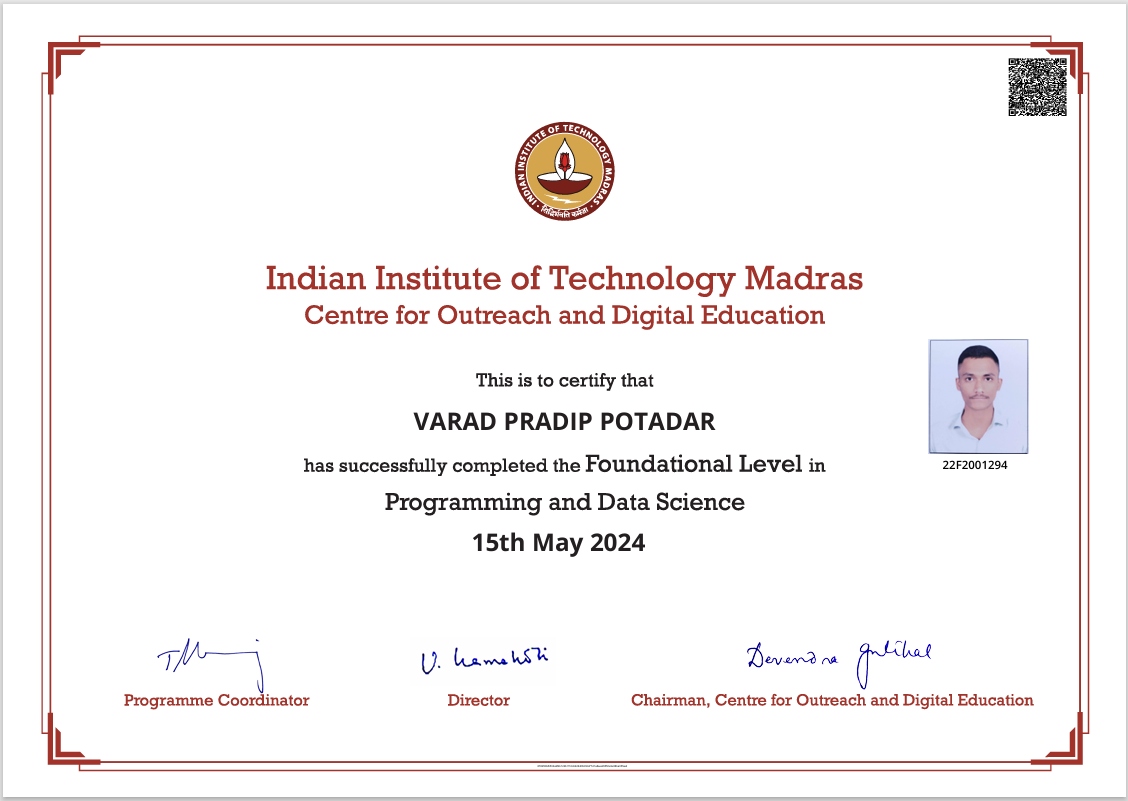 INDIAN INSTITUTE OF TECHNOLOGY MADRAS
सिद्धिर्भवति कर्मजा
Indian Institute of Technology Madras
Centre for Outreach and Digital Education
This is to certify that
VARAD PRADIP POTADAR
has successfully completed the Foundational Level in
22F2001294
Programming and Data Science
15th May 2024
V. Kamakoti
Devendra Jalihal
Programme Coordinator
Director
Chairman, Centre for Outreach and Digital Education